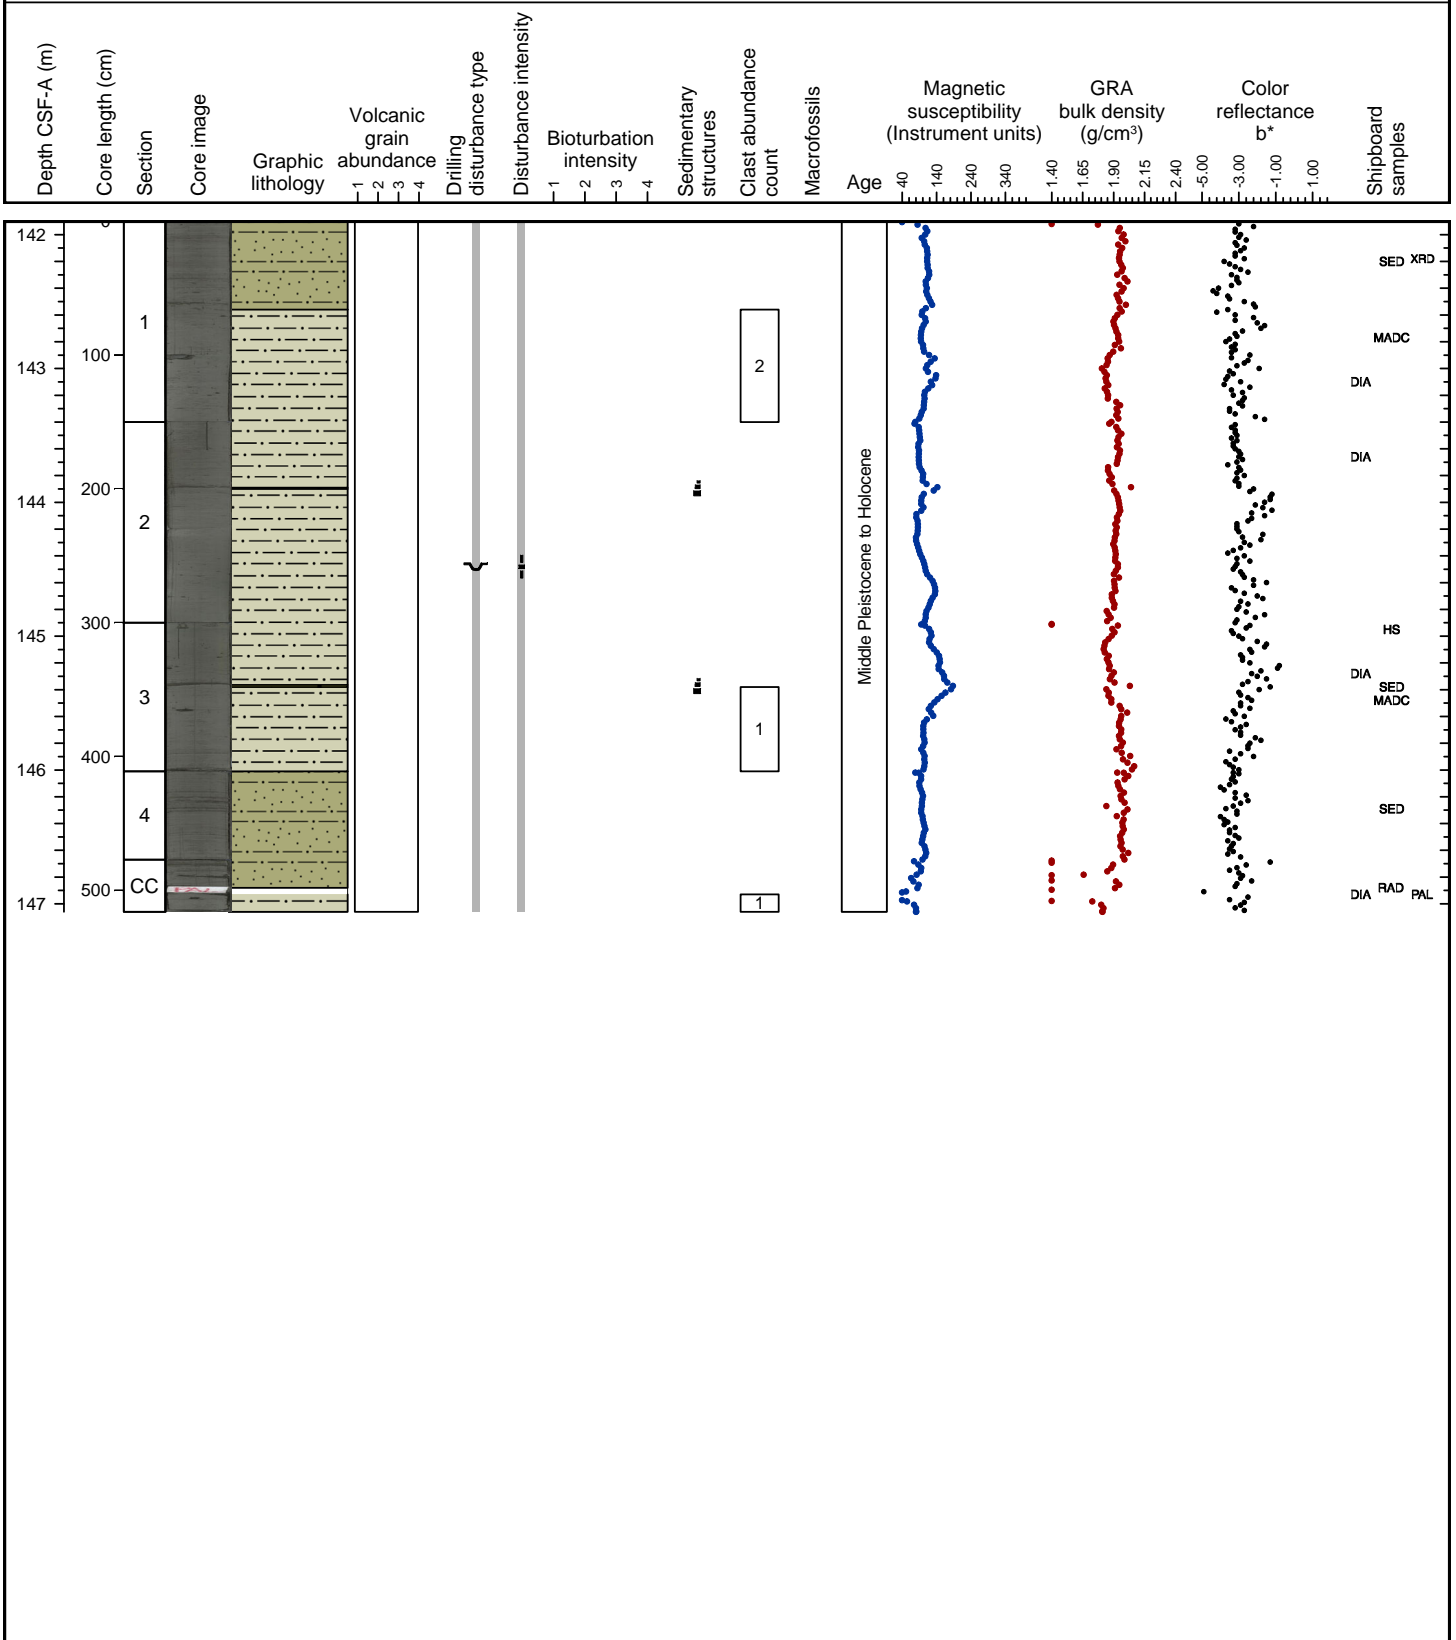 Depth CSF-A (m)
Core length (cm)
Section
Core image
Graphic
lithology
Volcanic
grain
abundance
1 2 3 4
Drilling
disturbance type
Disturbance intensity
Bioturbation
intensity
1 2 3 4
Sedimentary
structures
Clast abundance
count
Macrofossils
Age
Magnetic
susceptibility
(Instrument units)
40 140 240 340
GRA
bulk density
(g/cm³)
1.40 1.65 1.90 2.15 2.40
Color
reflectance
b*
-5.00 -3.00 -1.00 1.00
Shipboard
samples
0
142
SED XRD
1
MADC
100
2
143
DIA
DIA
200
144
2
Middle Pleistocene to Holocene
300
145
HS
DIA
3
SED
MADC
1
400
146
4
SED
CC
500
RAD
DIA
PAL
1
147